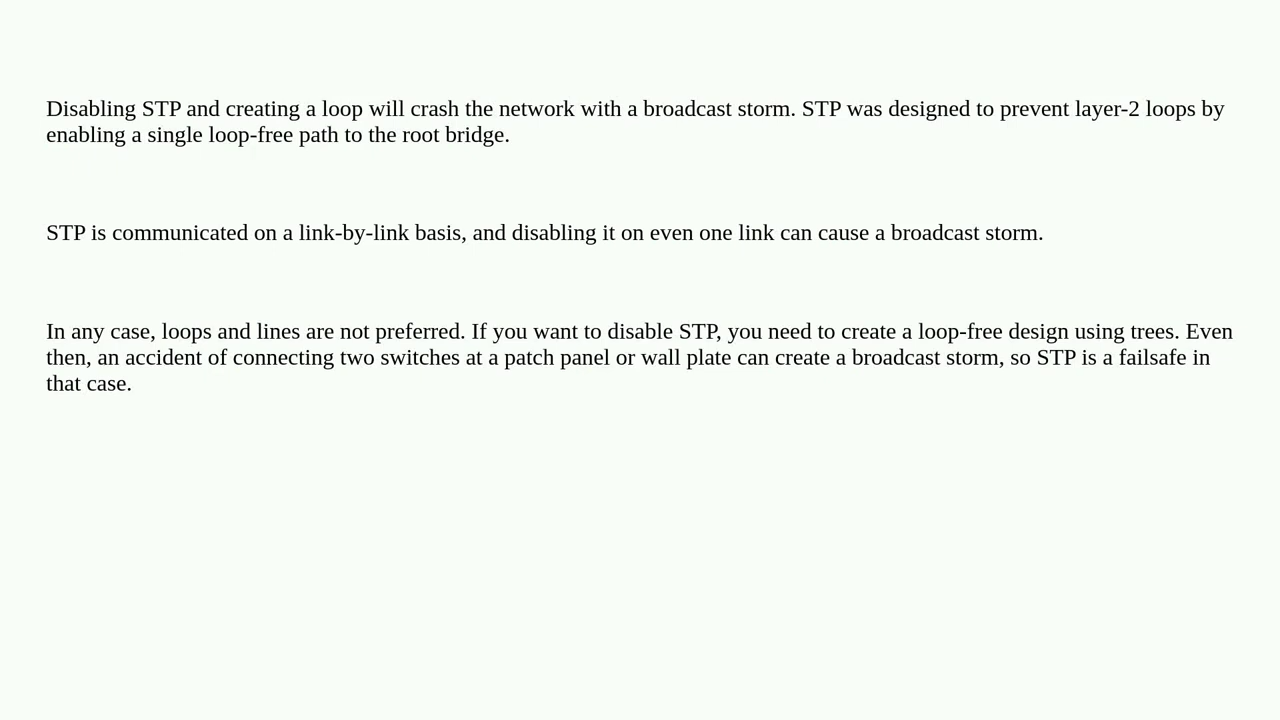 Disabling STP and creating a loop will crash the network with a broadcast storm. STP was designed to prevent layer-2 loops by
enabling a single loop-free path to the root bridge.
STP is communicated on a link-by-link basis, and disabling it on even one link can cause a broadcast storm.
In any case, loops and lines are not preferred. If you want to disable STP, you need to create a loop-free design using trees. Even
then, an accident of connecting two switches at a patch panel or wall plate can create a broadcast storm, so STP is a failsafe in
that case.